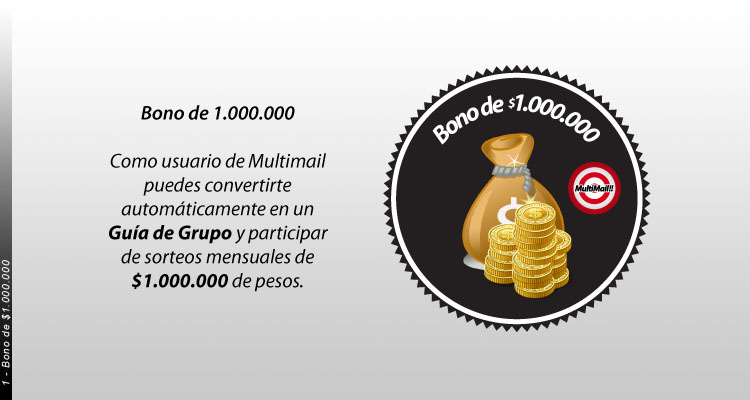 Bono de 1.000.000
Como usuario de Multimail
puedes convertirte
automáticamente en un
Guía de Grupo y participar
de sorteos mensuales de
$1.000.000 de pesos.
Bono de $1.000.000
$
MultiMail!!
1 - Bono de $1.000.000